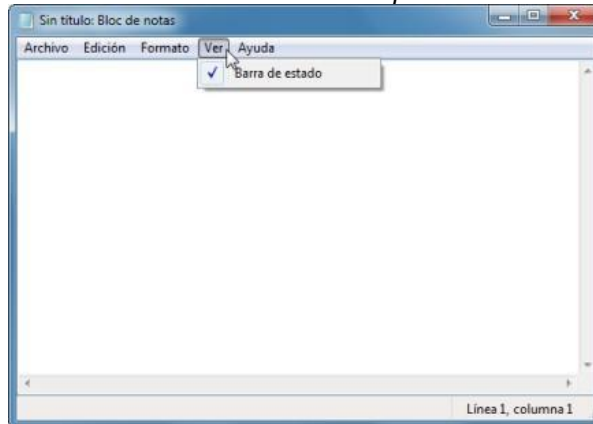 Sin título: Bloc de notas
Archivo Edición Formato Ver Ayuda
Barra de estado
Línea 1, columna 1